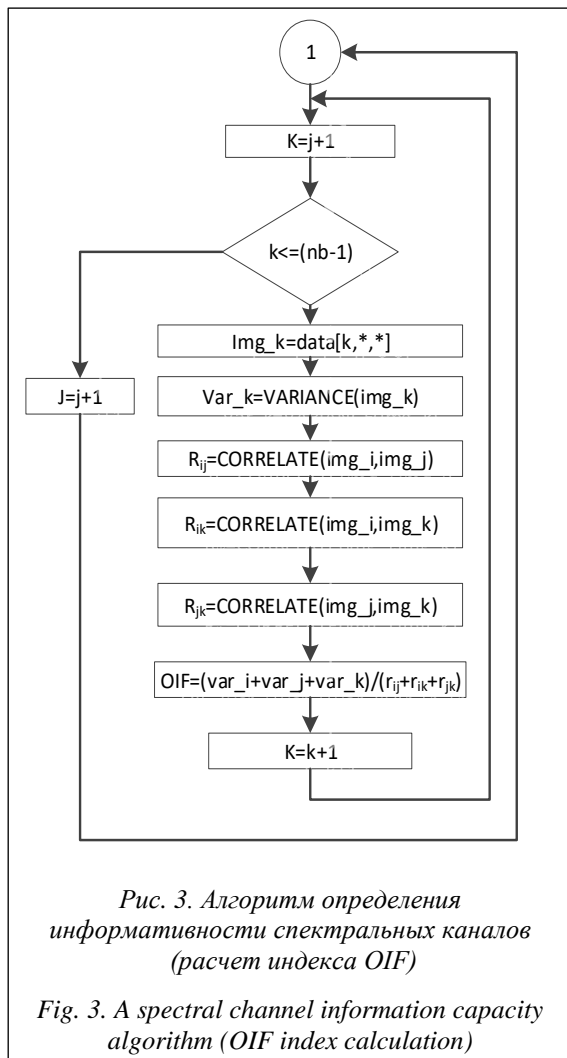 1
K=j+1
k<=(nb-1)
Img_k=data[k,*,*]
J=j+1
Var_k=VARIANCE(img_k)
Rij=CORRELATE(img_i,img_j)
Rik=CORRELATE(img_i,img_k)
Rjk=CORRELATE(img_j,img_k)
OIF=(var_i+var_j+var_k)/(rij+rik+rjk)
K=k+1
Рис. 3. Алгоритм определения
информативности спектральных каналов
(расчет индекса OIF)
Fig. 3. A spectral channel information capacity
algorithm (OIF index calculation)